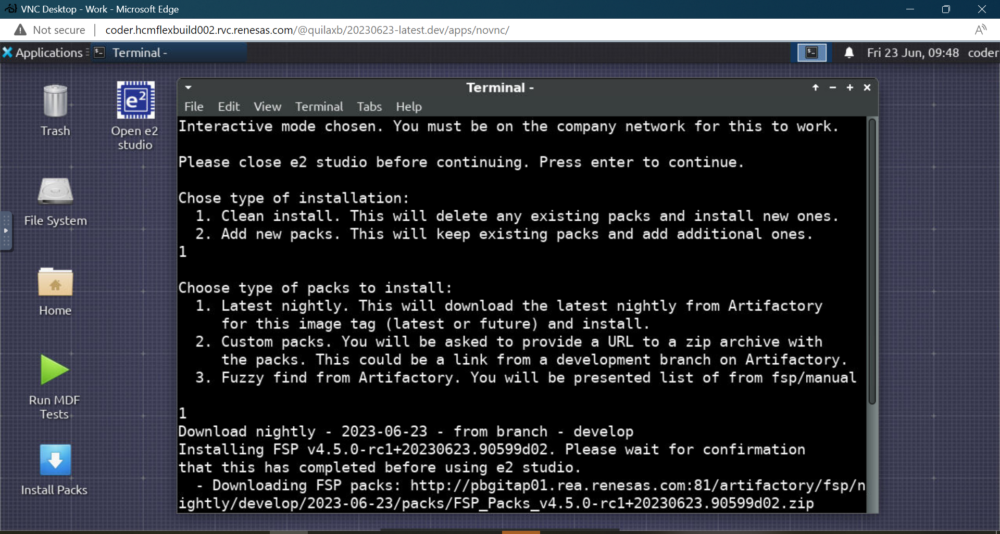 VNC Desktop - Work - Microsoft Edge
Not secure
coder.hcmflexbuild002.rvc.renesas.com/@quilaxb/20230623-latest.dev/apps/novnc/
Applications
Terminal -
Fri 23 Jun, 09:48
coder
Trash
Open e2
studio
File System
Home
Run MDF
Tests
Install Packs
Terminal -
File Edit View Terminal Tabs Help
Interactive mode chosen. You must be on the company network for this to work.
Please close e2 studio before continuing. Press enter to continue.
Chose type of installation:
1. Clean install. This will delete any existing packs and install new ones.
2. Add new packs. This will keep existing packs and add additional ones.
1
Choose type of packs to install:
1. Latest nightly. This will download the latest nightly from Artifactory
for this image tag (latest or future) and install.
2. Custom packs. You will be asked to provide a URL to a zip archive with
the packs. This could be a link from a development branch on Artifactory.
3. Fuzzy find from Artifactory. You will be presented list of from fsp/manual
1
Download nightly - 2023-06-23 - from branch - develop
Installing FSP v4.5.0-rc1+20230623.90599d02. Please wait for confirmation
that this has completed before using e2 studio.
- Downloading FSP packs: http://pbgitap01.rea.renesas.com:81/artifactory/fsp/n
ightly/develop/2023-06-23/packs/FSP_Packs_v4.5.0-rc1+20230623.90599d02.zip